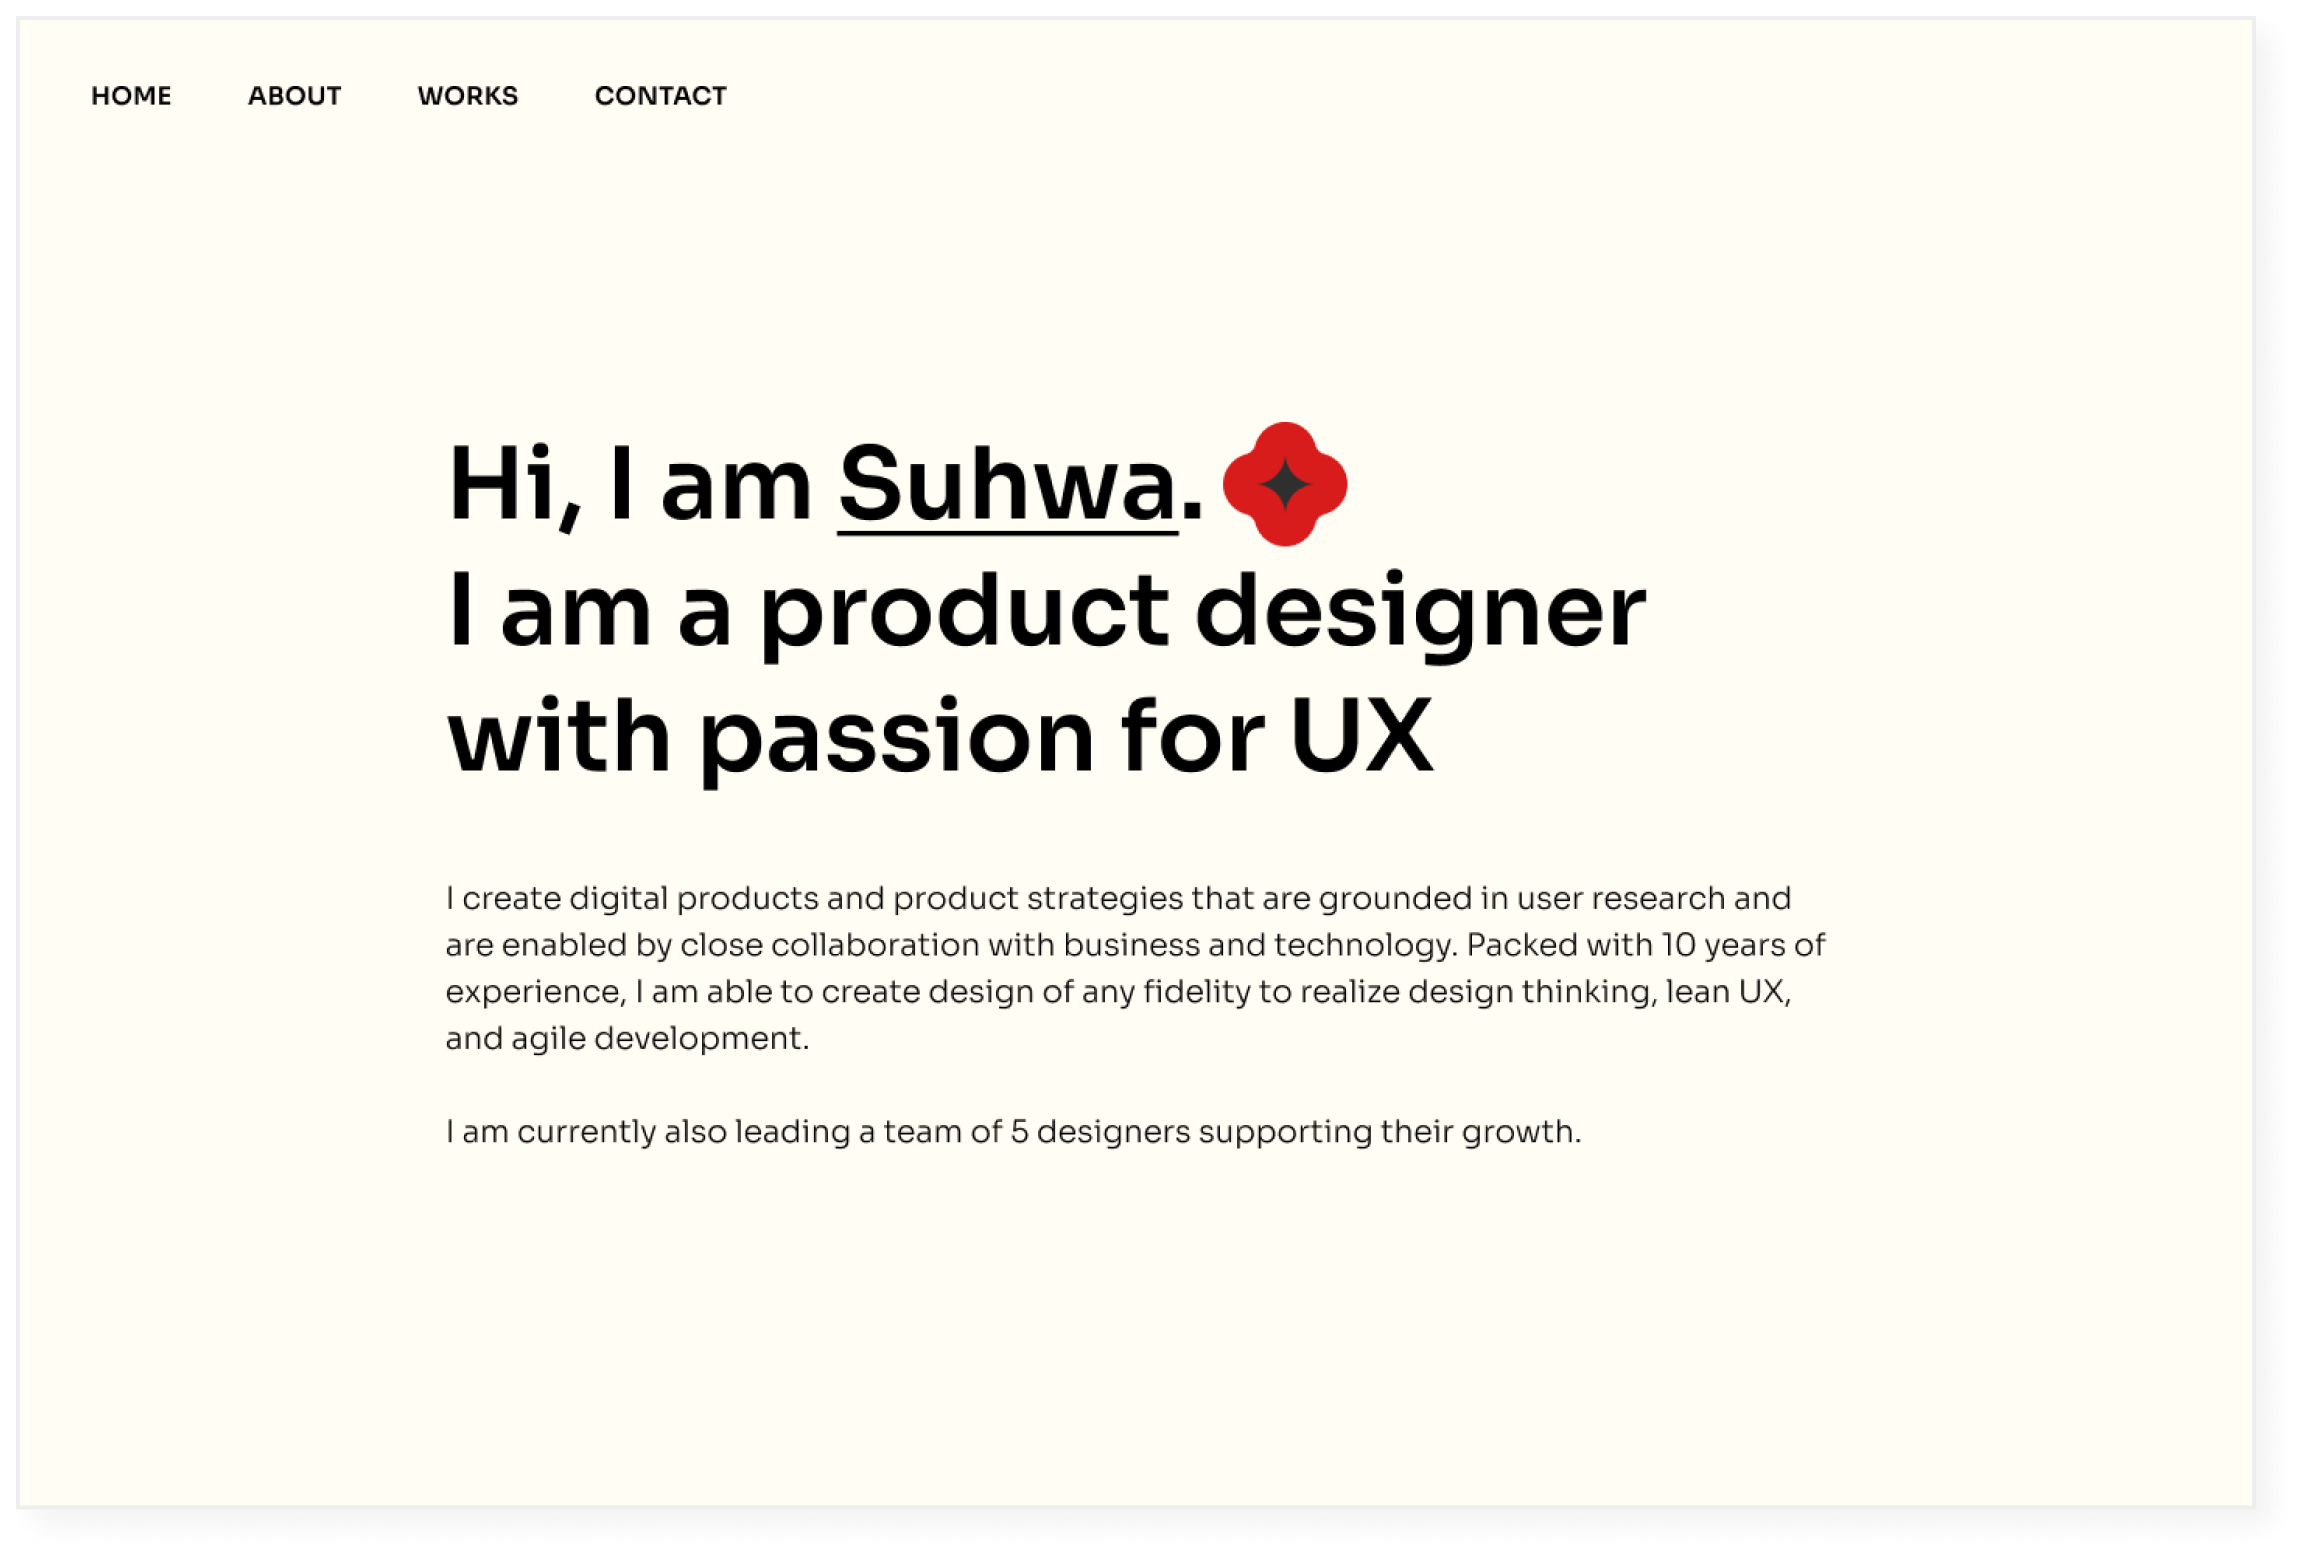 HOME ABOUT WORKS CONTACT
Hi, I am Suhwa.
I am a product designer
with passion for UX
I create digital products and product strategies that are grounded in user research and
are enabled by close collaboration with business and technology. Packed with 10 years of
experience, I am able to create design of any fidelity to realize design thinking, lean UX,
and agile development.
I am currently also leading a team of 5 designers supporting their growth.